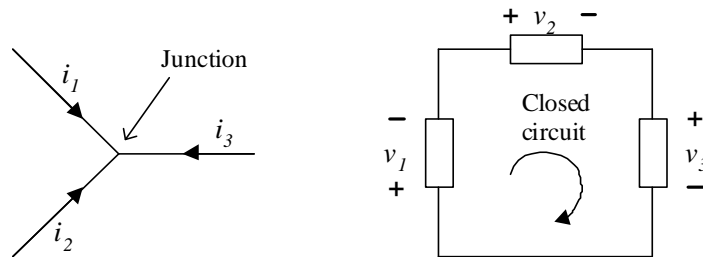 Junction
i1
i3
i2
+ v2 −
Closed
circuit
−
v1
+
+
v3
−